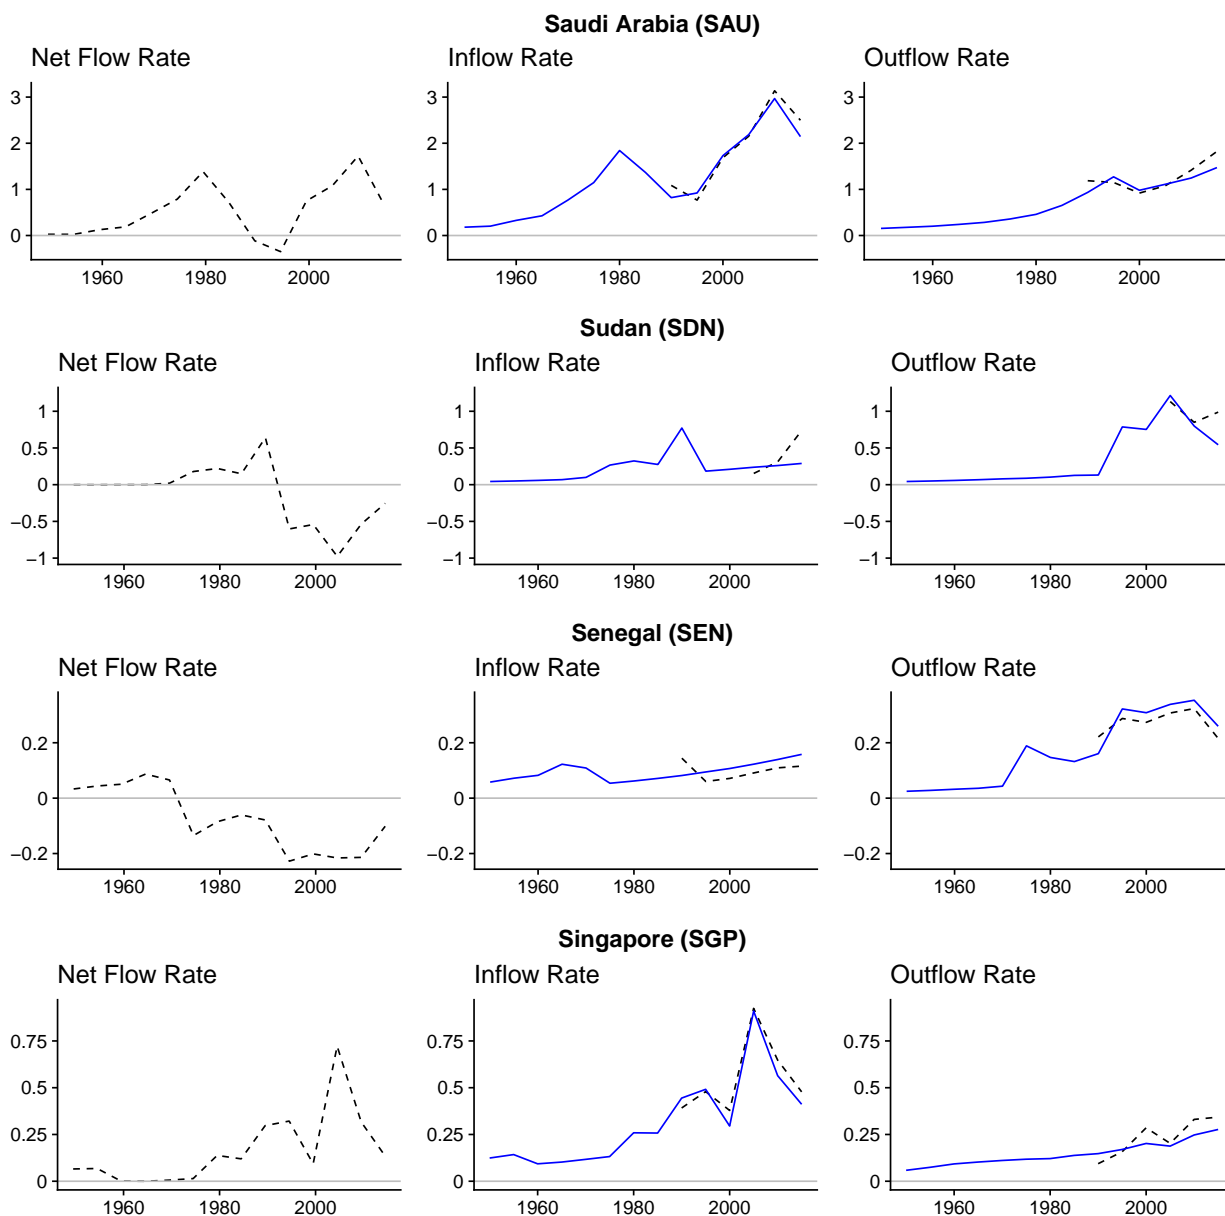 Saudi Arabia (SAU)
Net Flow Rate
Inflow Rate
Outflow Rate
3
2
1
0
1960 1980 2000
3
2
1
0
1960 1980 2000
3
2
1
0
1960 1980 2000
Sudan (SDN)
Net Flow Rate
Inflow Rate
Outflow Rate
1
0.5
0
−0.5
−1
1960 1980 2000
1
0.5
0
−0.5
−1
1960 1980 2000
1
0.5
0
−0.5
−1
1960 1980 2000
Senegal (SEN)
Net Flow Rate
Inflow Rate
Outflow Rate
0.2
0
−0.2
1960 1980 2000
0.2
0
−0.2
1960 1980 2000
0.2
0
−0.2
1960 1980 2000
Singapore (SGP)
Net Flow Rate
Inflow Rate
Outflow Rate
0.75
0.5
0.25
0
1960 1980 2000
0.75
0.5
0.25
0
1960 1980 2000
0.75
0.5
0.25
0
1960 1980 2000